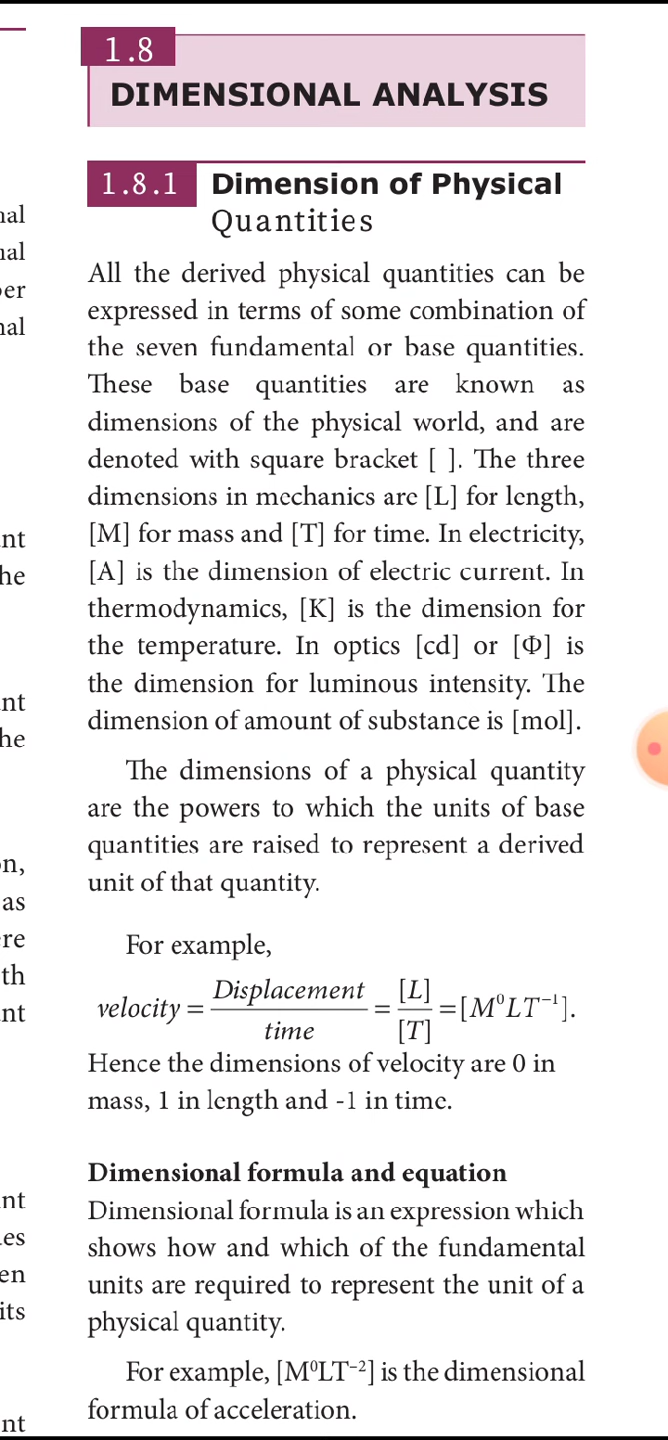 1.8
DIMENSIONAL ANALYSIS
1.8.1 Dimension of Physical
Quantities
All the derived physical quantities can be
expressed in terms of some combination of
the seven fundamental or base quantities.
These base quantities are known as
dimensions of the physical world, and are
denoted with square bracket [ ]. The three
dimensions in mechanics are [L] for length,
[M] for mass and [T] for time. In electricity,
[A] is the dimension of electric current. In
thermodynamics, [K] is the dimension for
the temperature. In optics [cd] or [Φ] is
the dimension for luminous intensity. The
dimension of amount of substance is [mol].
The dimensions of a physical quantity
are the powers to which the units of base
quantities are raised to represent a derived
unit of that quantity.
For example,
velocity = Displacement / time = [L] / [T] = [M⁰LT⁻¹].
Hence the dimensions of velocity are 0 in
mass, 1 in length and -1 in time.
Dimensional formula and equation
Dimensional formula is an expression which
shows how and which of the fundamental
units are required to represent the unit of a
physical quantity.
For example, [M⁰LT⁻²] is the dimensional
formula of acceleration.